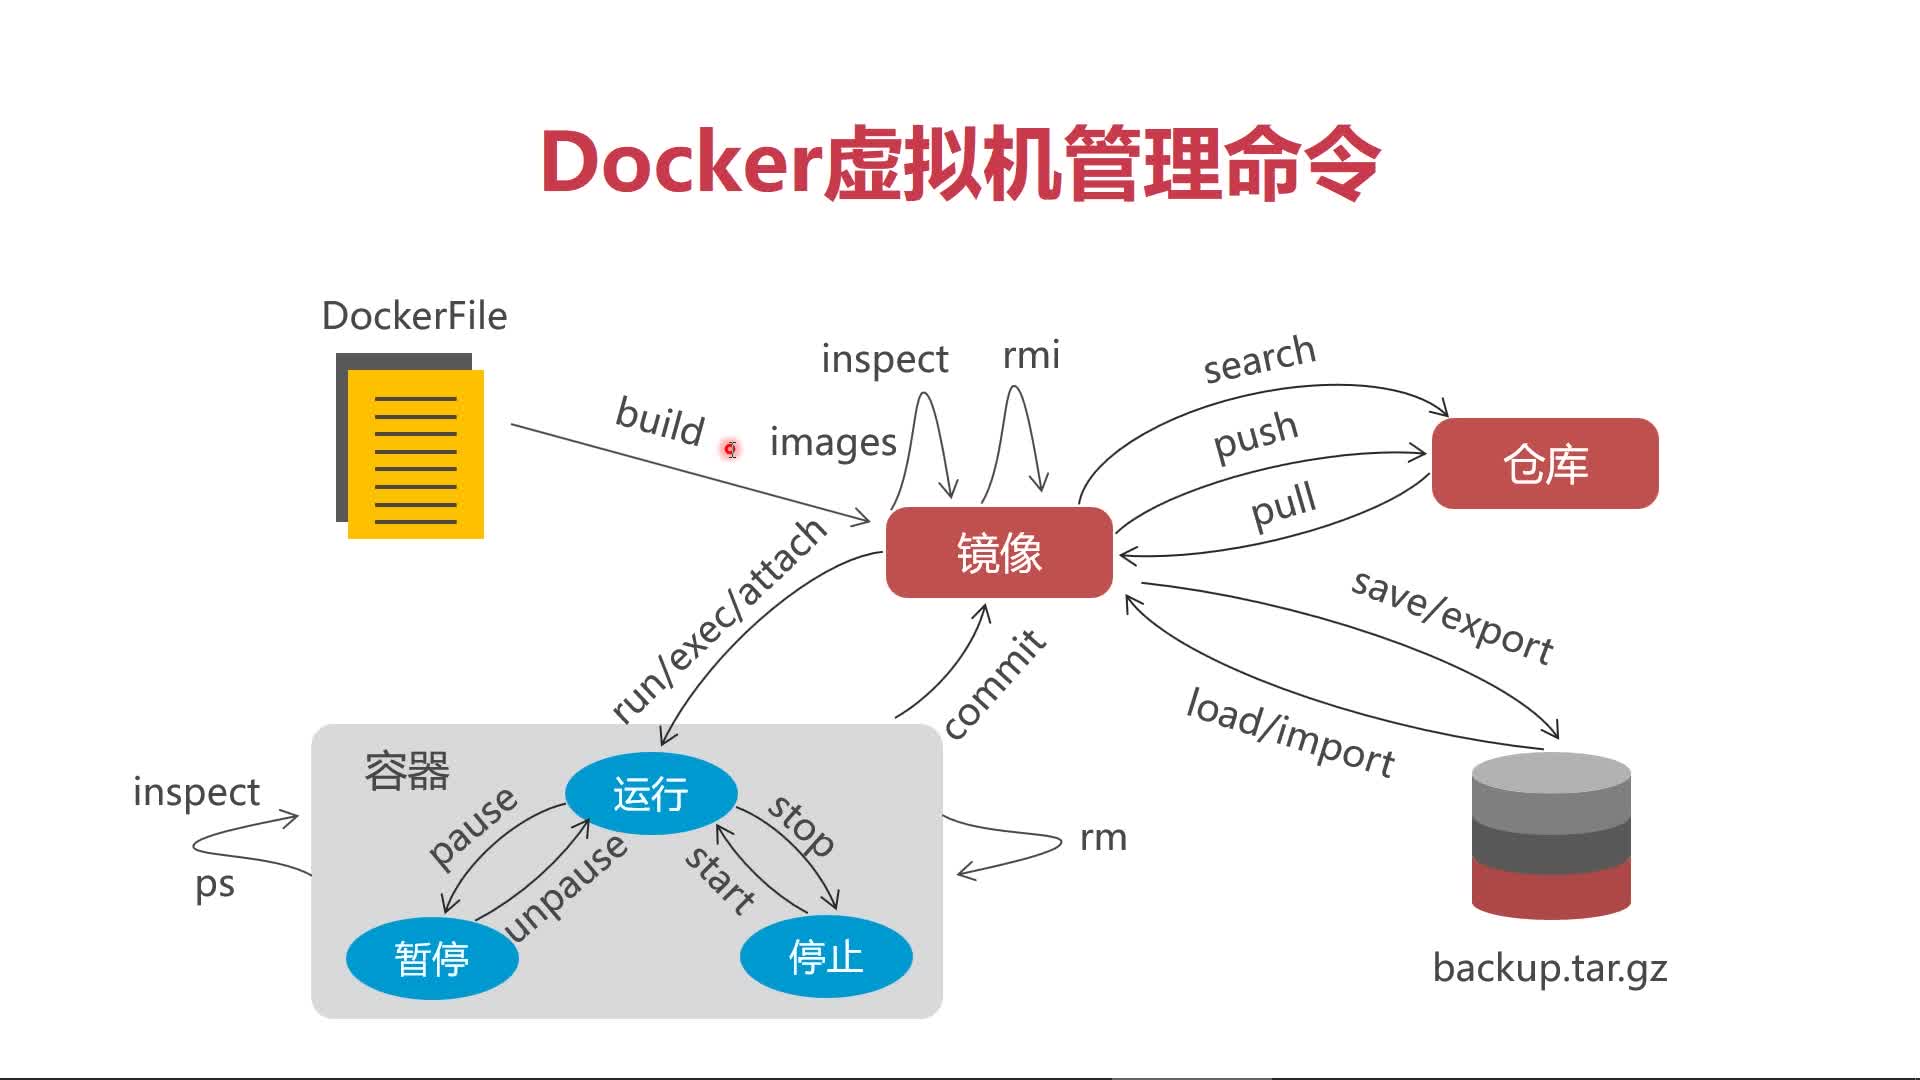 Docker虚拟机管理命令
DockerFile
build
inspect
images
rmi
search
push
pull
仓库
镜像
run/exec/attach
commit
save/export
load/import
容器
运行
pause
unpause
stop
start
暂停
停止
inspect
ps
rm
backup.tar.gz